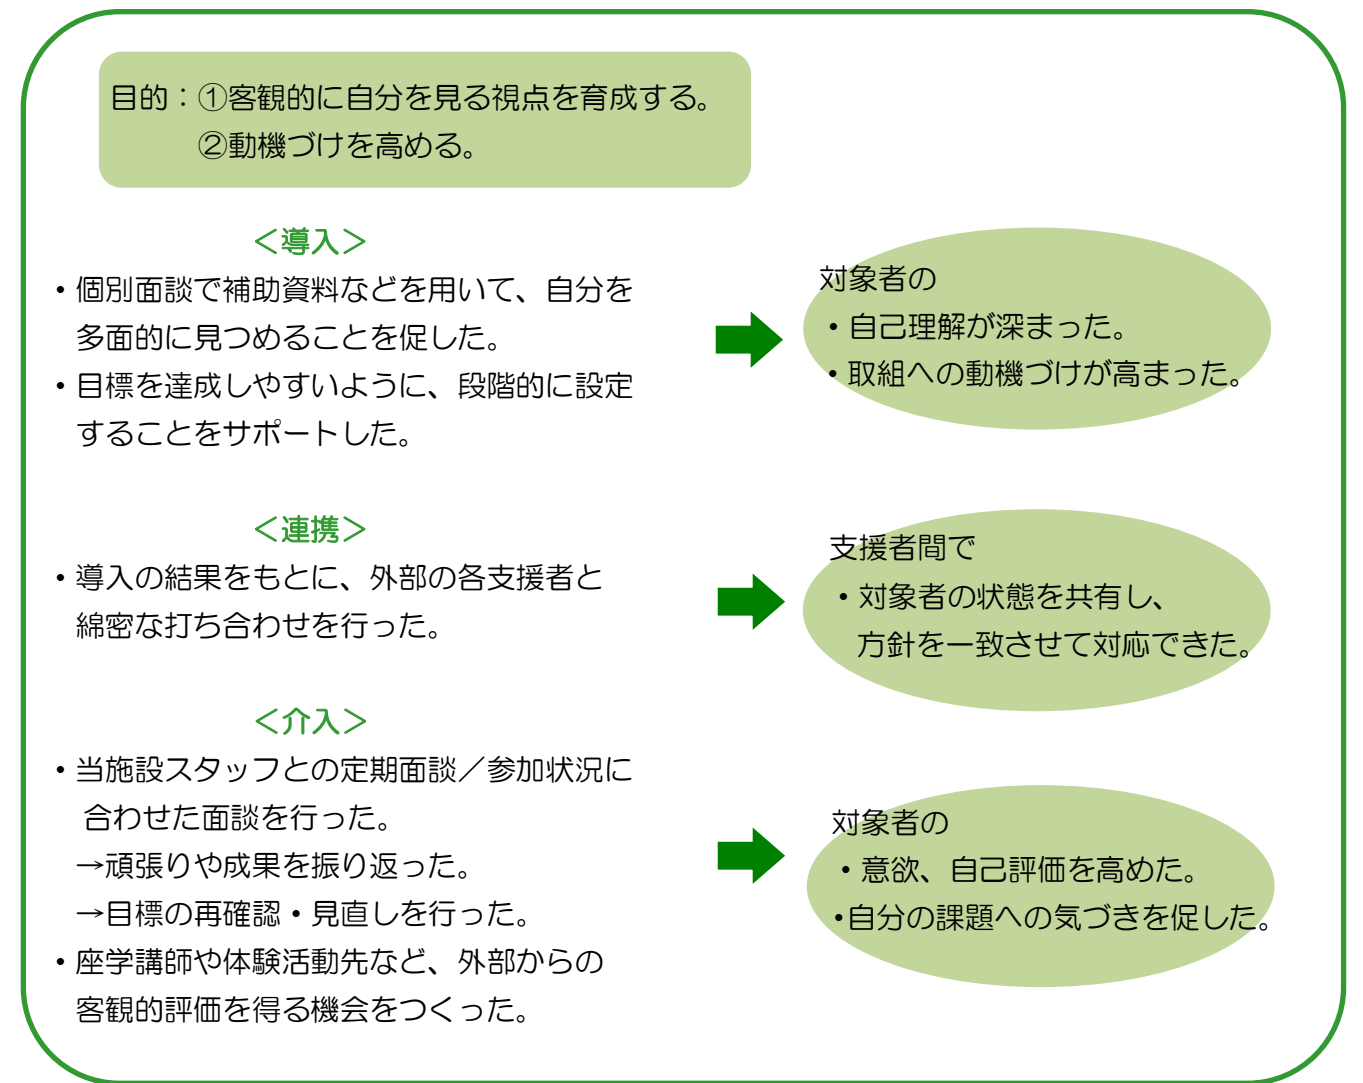 目的：①客観的に自分を見る視点を育成する。
②動機づけを高める。
＜導入＞
・個別面談で補助資料などを用いて、自分を
多面的に見つめることを促した。
・目標を達成しやすいように、段階的に設定
することをサポートした。
対象者の
・自己理解が深まった。
・取組への動機づけが高まった。
＜連携＞
・導入の結果をもとに、外部の各支援者と
綿密な打ち合わせを行った。
支援者間で
・対象者の状態を共有し、
方針を一致させて対応できた。
＜介入＞
・当施設スタッフとの定期面談／参加状況に
合わせた面談を行った。
→頑張りや成果を振り返った。
→目標の再確認・見直しを行った。
・座学講師や体験活動先など、外部からの
客観的評価を得る機会をつくった。
対象者の
・意欲、自己評価を高めた。
・自分の課題への気づきを促した。